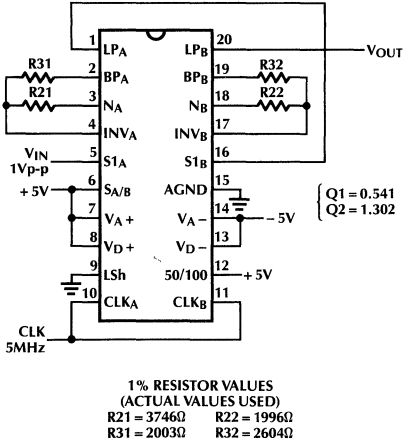 1 LPA LPB 20 VOUT
R31 2 BPA BPB 19 R32
R21 3 NA NB 18 R22
4 INVA INVB 17
VIN 1Vp-p 5 S1A S1B 16
+5V 6 SA/B AGND 15
7 VA+ VA− 14 −5V
8 VD+ VD− 13
9 LSh 50/100 12 +5V
10 CLKA CLKB 11
CLK
5MHz
Q1 = 0.541
Q2 = 1.302
1% RESISTOR VALUES
(ACTUAL VALUES USED)
R21 = 3746Ω R22 = 1996Ω
R31 = 2003Ω R32 = 2604Ω